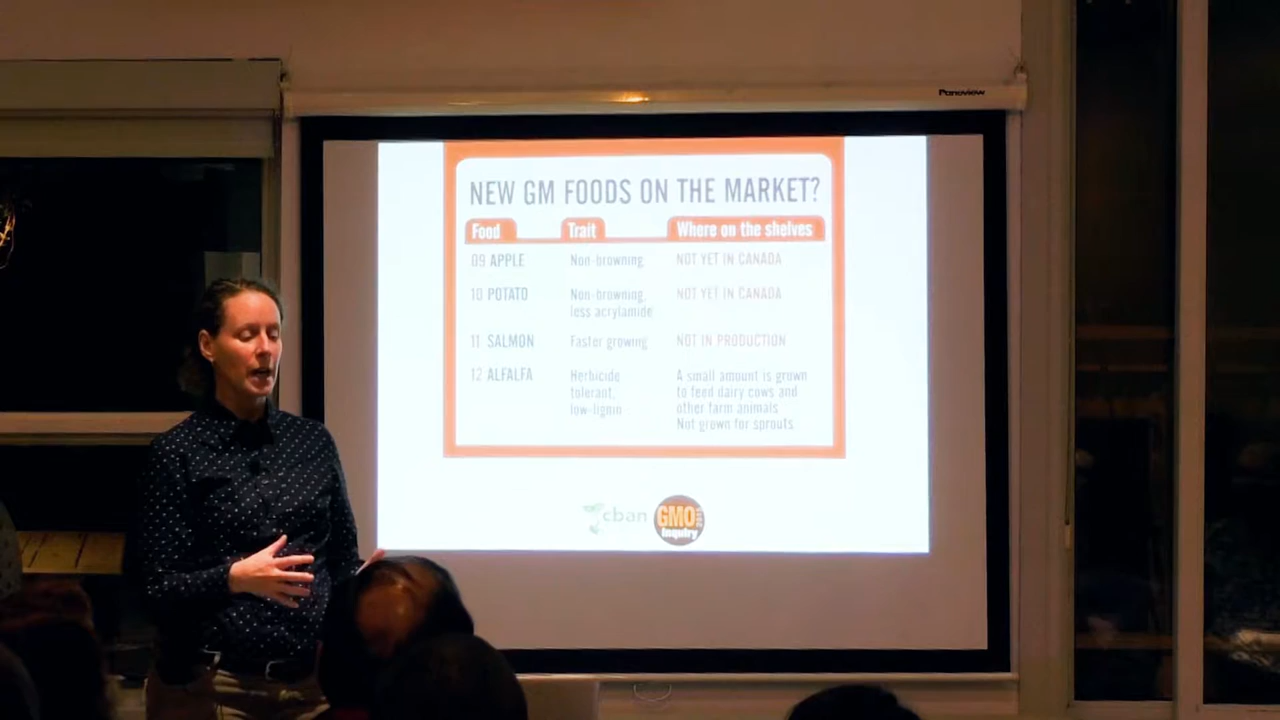 Paneview
NEW GM FOODS ON THE MARKET?
Food Trait Where on the shelves
09 APPLE Non-browning NOT YET IN CANADA
10 POTATO Non-browning, NOT YET IN CANADA
less acrylamide
11 SALMON Faster growing NOT IN PRODUCTION
12 ALFALFA Herbicide A small amount is grown
tolerant, to feed dairy cows and
low-lignin other farm animals
Not grown for sprouts
cban GMO
Inquiry